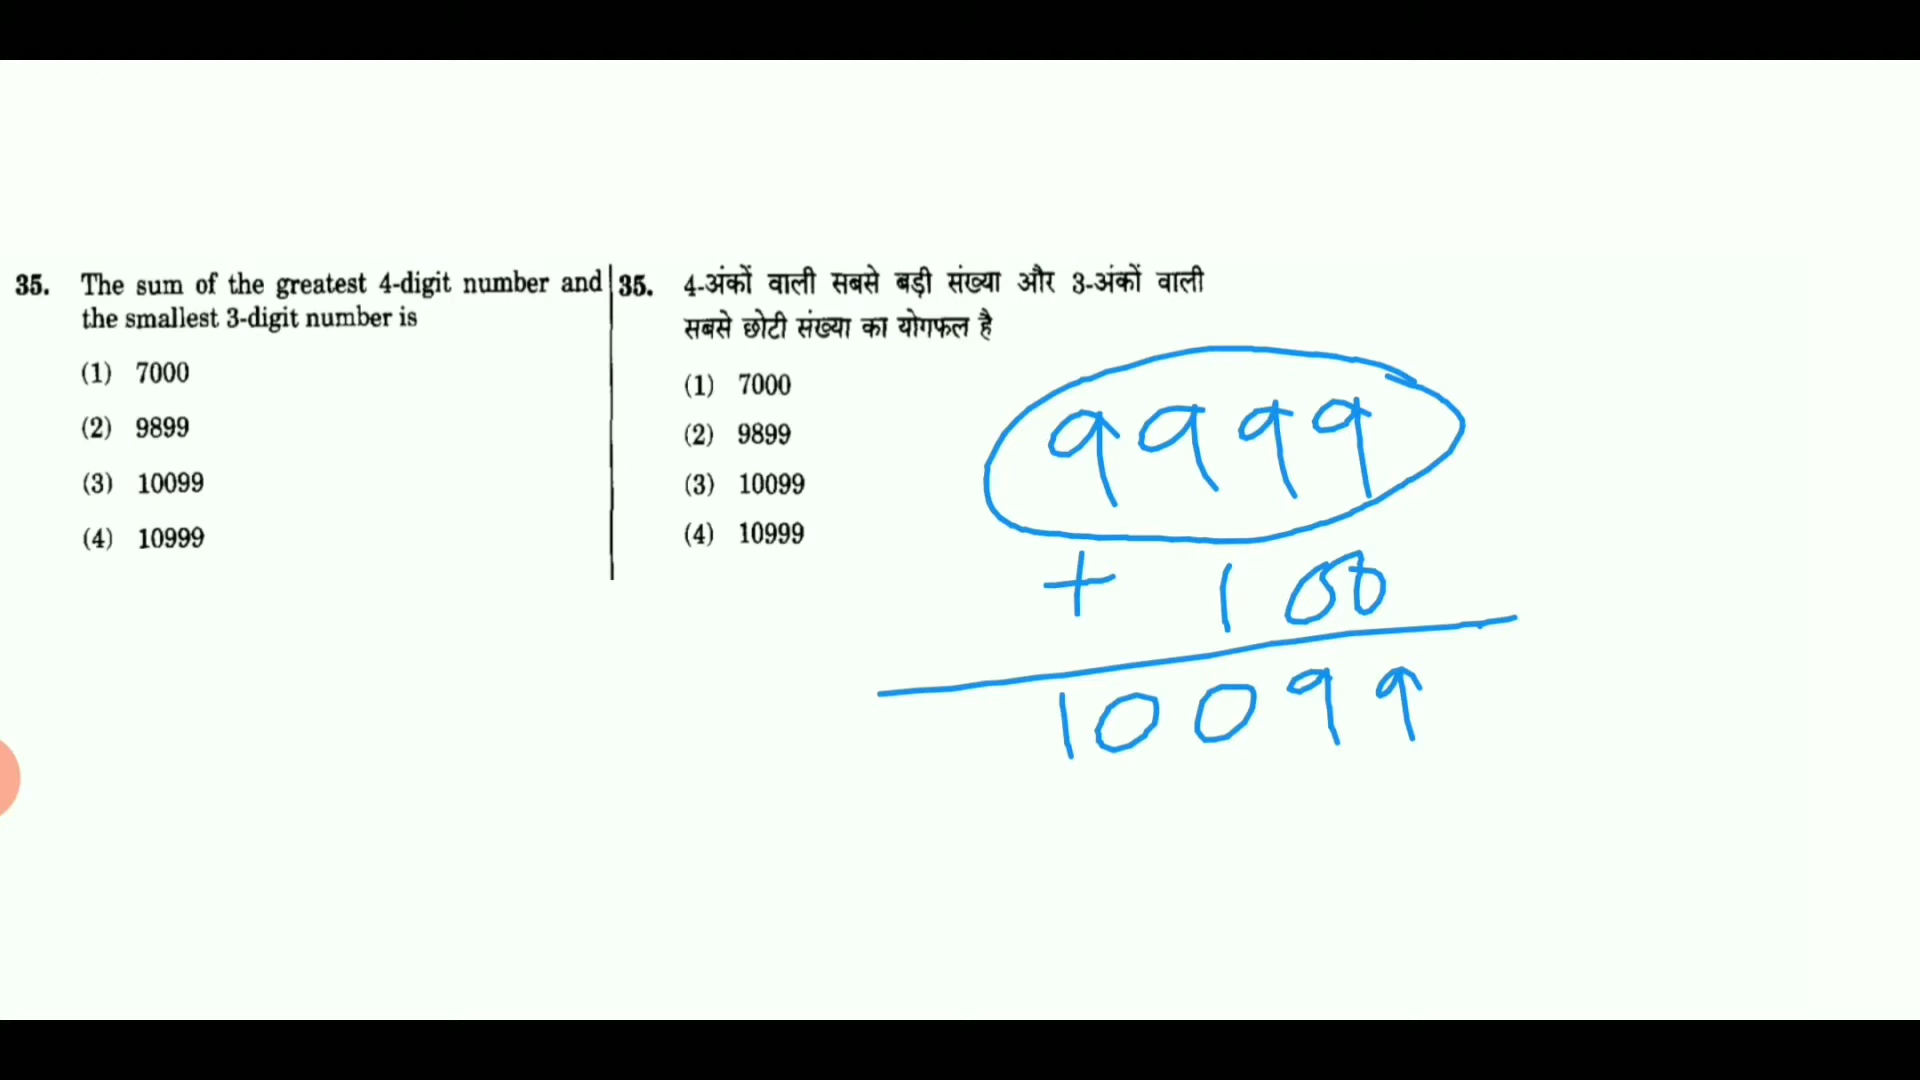 35. The sum of the greatest 4-digit number and
the smallest 3-digit number is
(1) 7000
(2) 9899
(3) 10099
(4) 10999
35. 4-अंकों वाली सबसे बड़ी संख्या और 3-अंकों वाली
सबसे छोटी संख्या का योगफल है
(1) 7000
(2) 9899
(3) 10099
(4) 10999
9999
+ 100
10099